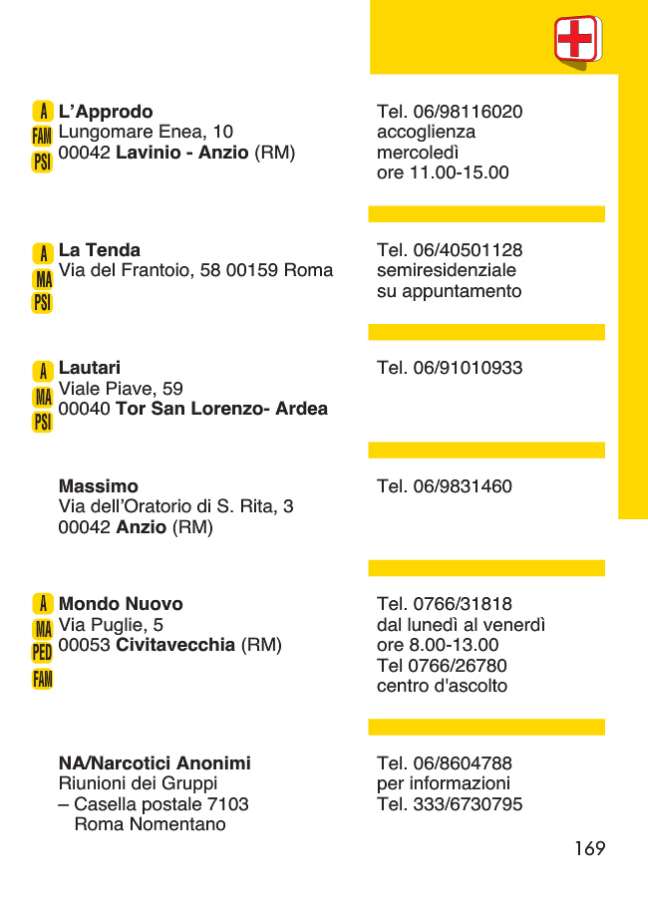 A
FAM
PSI
L'Approdo
Lungomare Enea, 10
00042 Lavinio - Anzio (RM)
Tel. 06/98116020
accoglienza
mercoledì
ore 11.00-15.00
A
MA
PSI
La Tenda
Via del Frantoio, 58 00159 Roma
Tel. 06/40501128
semiresidenziale
su appuntamento
A
MA
PSI
Lautari
Viale Piave, 59
00040 Tor San Lorenzo- Ardea
Tel. 06/91010933
Massimo
Via dell'Oratorio di S. Rita, 3
00042 Anzio (RM)
Tel. 06/9831460
A
MA
PED
FAM
Mondo Nuovo
Via Puglie, 5
00053 Civitavecchia (RM)
Tel. 0766/31818
dal lunedì al venerdì
ore 8.00-13.00
Tel 0766/26780
centro d'ascolto
NA/Narcotici Anonimi
Riunioni dei Gruppi
– Casella postale 7103
Roma Nomentano
Tel. 06/8604788
per informazioni
Tel. 333/6730795
169